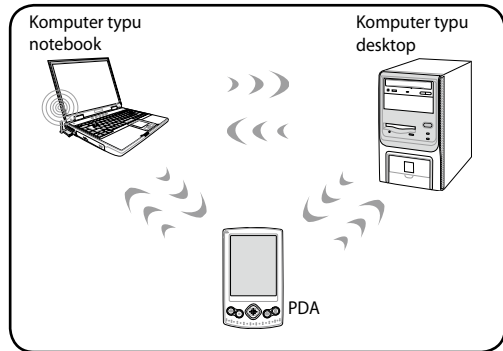 Komputer typu
notebook
Komputer typu
desktop
PDA